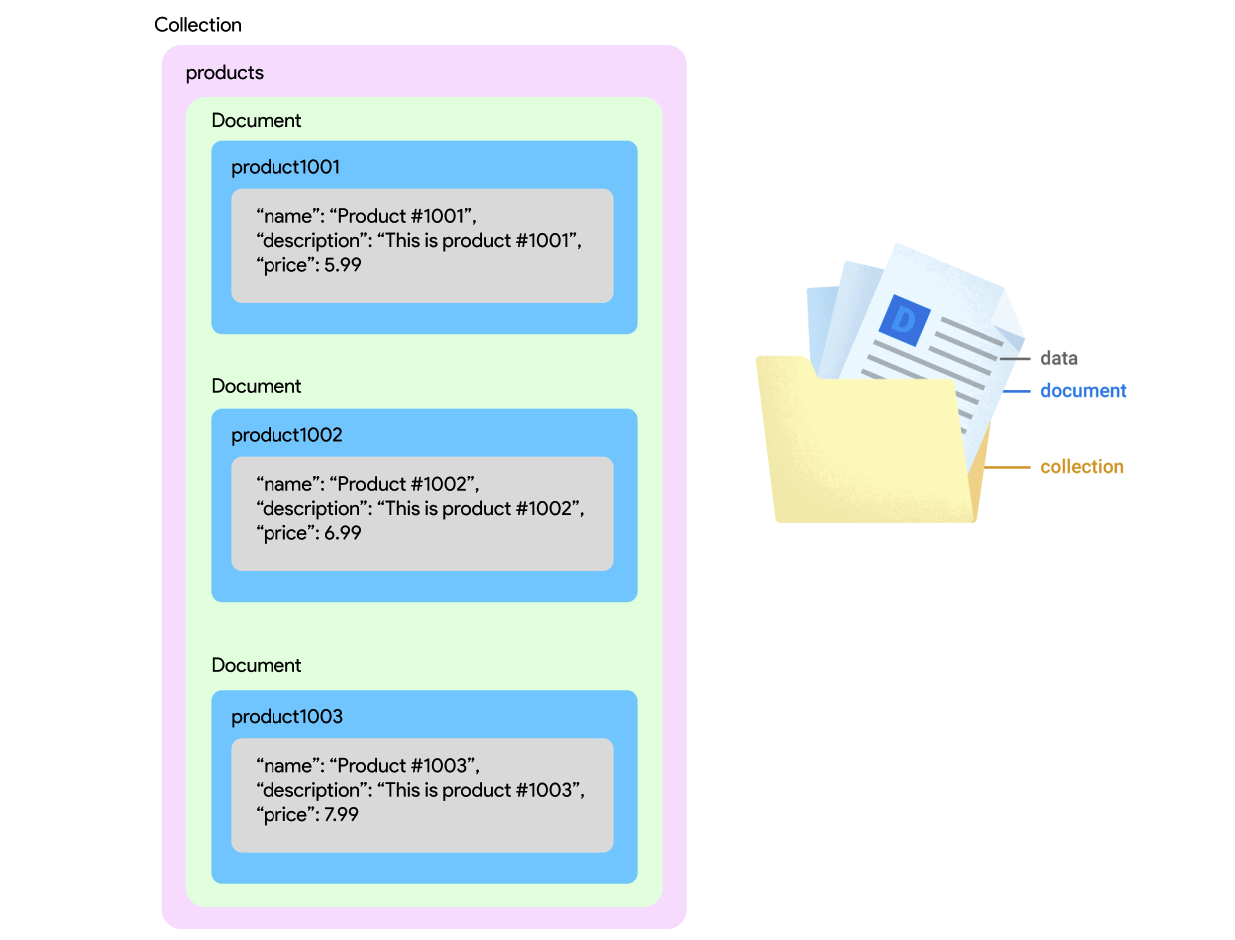 Collection
products
Document
product1001
“name”: “Product #1001”,
“description”: “This is product #1001”,
“price”: 5.99
Document
product1002
“name”: “Product #1002”,
“description”: “This is product #1002”,
“price”: 6.99
Document
product1003
“name”: “Product #1003”,
“description”: “This is product #1003”,
“price”: 7.99
D
data
document
collection